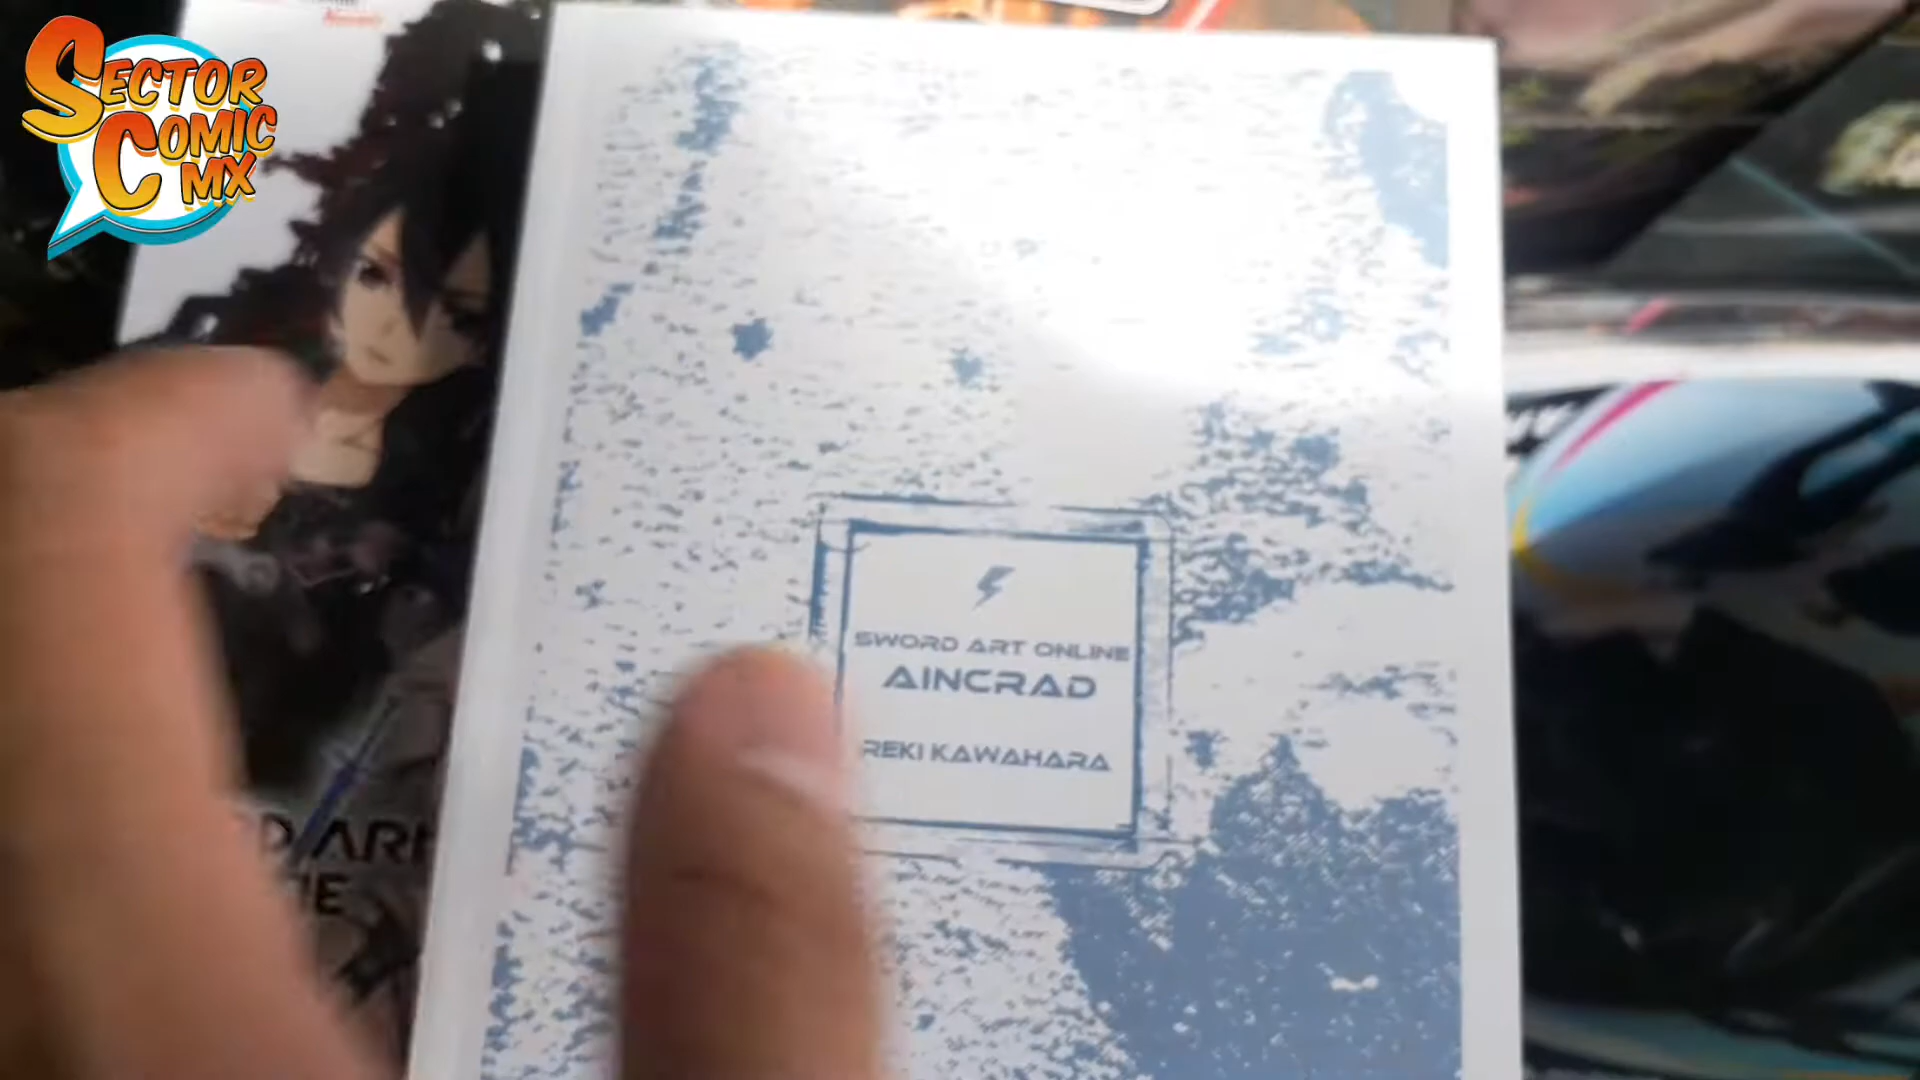 SECTOR
COMIC
MX
SWORD ART ONLINE
AINCRAD
REKI KAWAHARA